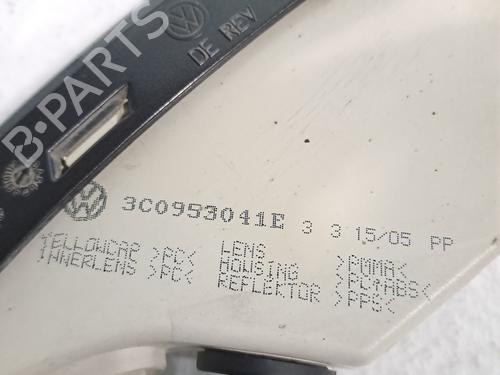 B-PARTS
DE REV
3C0953041E 3 3 15/05 PP
YELLOWCAP >PC<
INNERLENS >PC<
LENS >PMMA<
HOUSING >PC+ABS<
REFLEKTOR >PPS<